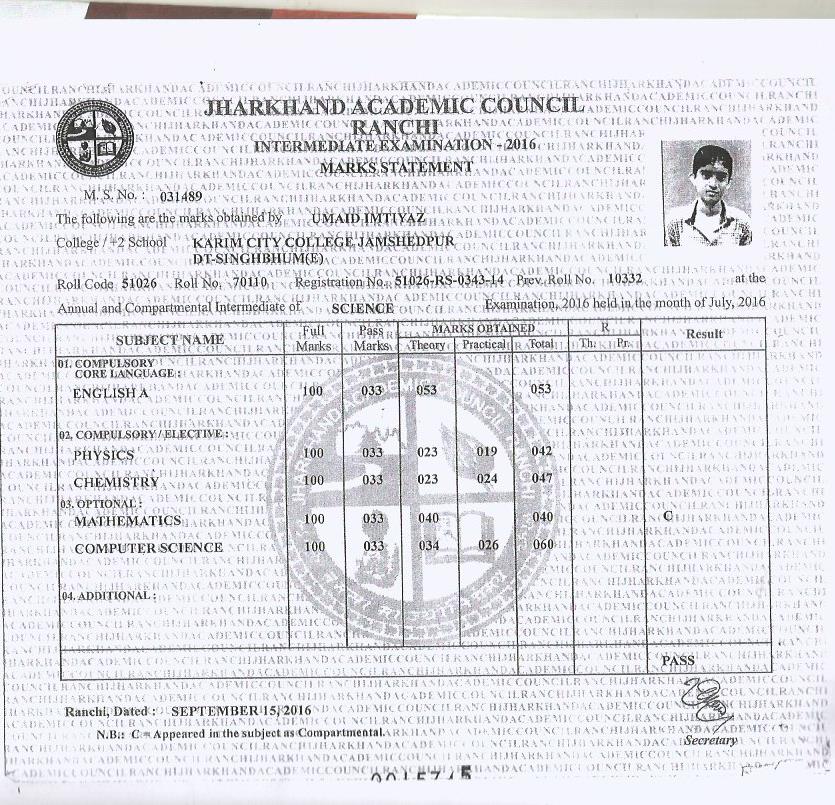 JHARKHAND ACADEMIC COUNCIL
RANCHI
INTERMEDIATE EXAMINATION - 2016
MARKS STATEMENT
M. S. No. : 031489
The following are the marks obtained by UMAID IMTIYAZ
College / +2 School KARIM CITY COLLEGE JAMSHEDPUR
DT-SINGHBHUM(E)
Roll Code 51026 Roll No. 70110 Registration No. 51026-RS-0343-14 Prev. Roll No. 10332 at the
Annual and Compartmental Intermediate of SCIENCE Examination, 2016 held in the month of July, 2016
SUBJECT NAME Full Marks Pass Marks MARKS OBTAINED R Result
Theory Practical Total Th. Pr.
01. COMPULSORY
CORE LANGUAGE :
ENGLISH A 100 033 053 053
02. COMPULSORY / ELECTIVE :
PHYSICS 100 033 023 019 042
CHEMISTRY 100 033 023 024 047
03. OPTIONAL :
MATHEMATICS 100 033 040 040 C
COMPUTER SCIENCE 100 033 034 026 060
04. ADDITIONAL :
PASS
Ranchi, Dated : SEPTEMBER 15, 2016
N.B.: C = Appeared in the subject as Compartmental.
Secretary